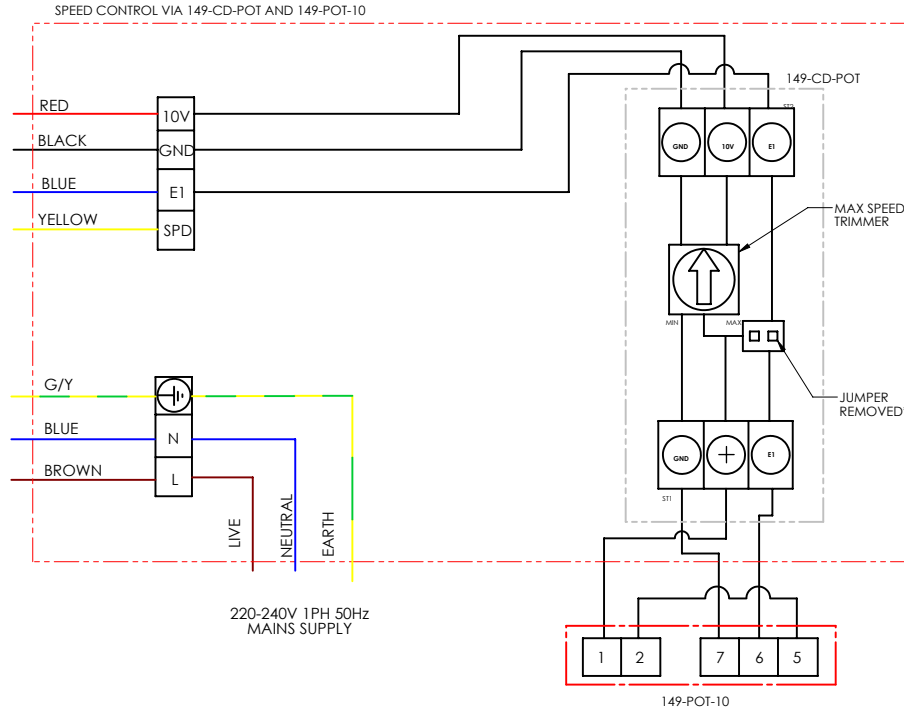 SPEED CONTROL VIA 149-CD-POT AND 149-POT-10
149-CD-POT
RED
10V
BLACK
GND
BLUE
E1
YELLOW
SPD
ST2
GND
10V
E1
MAX SPEED
TRIMMER
MIN
MAX
JUMPER
REMOVED
G/Y
BLUE
N
BROWN
L
GND
+
E1
ST1
LIVE
NEUTRAL
EARTH
220-240V 1PH 50Hz
MAINS SUPPLY
1
2
7
6
5
149-POT-10